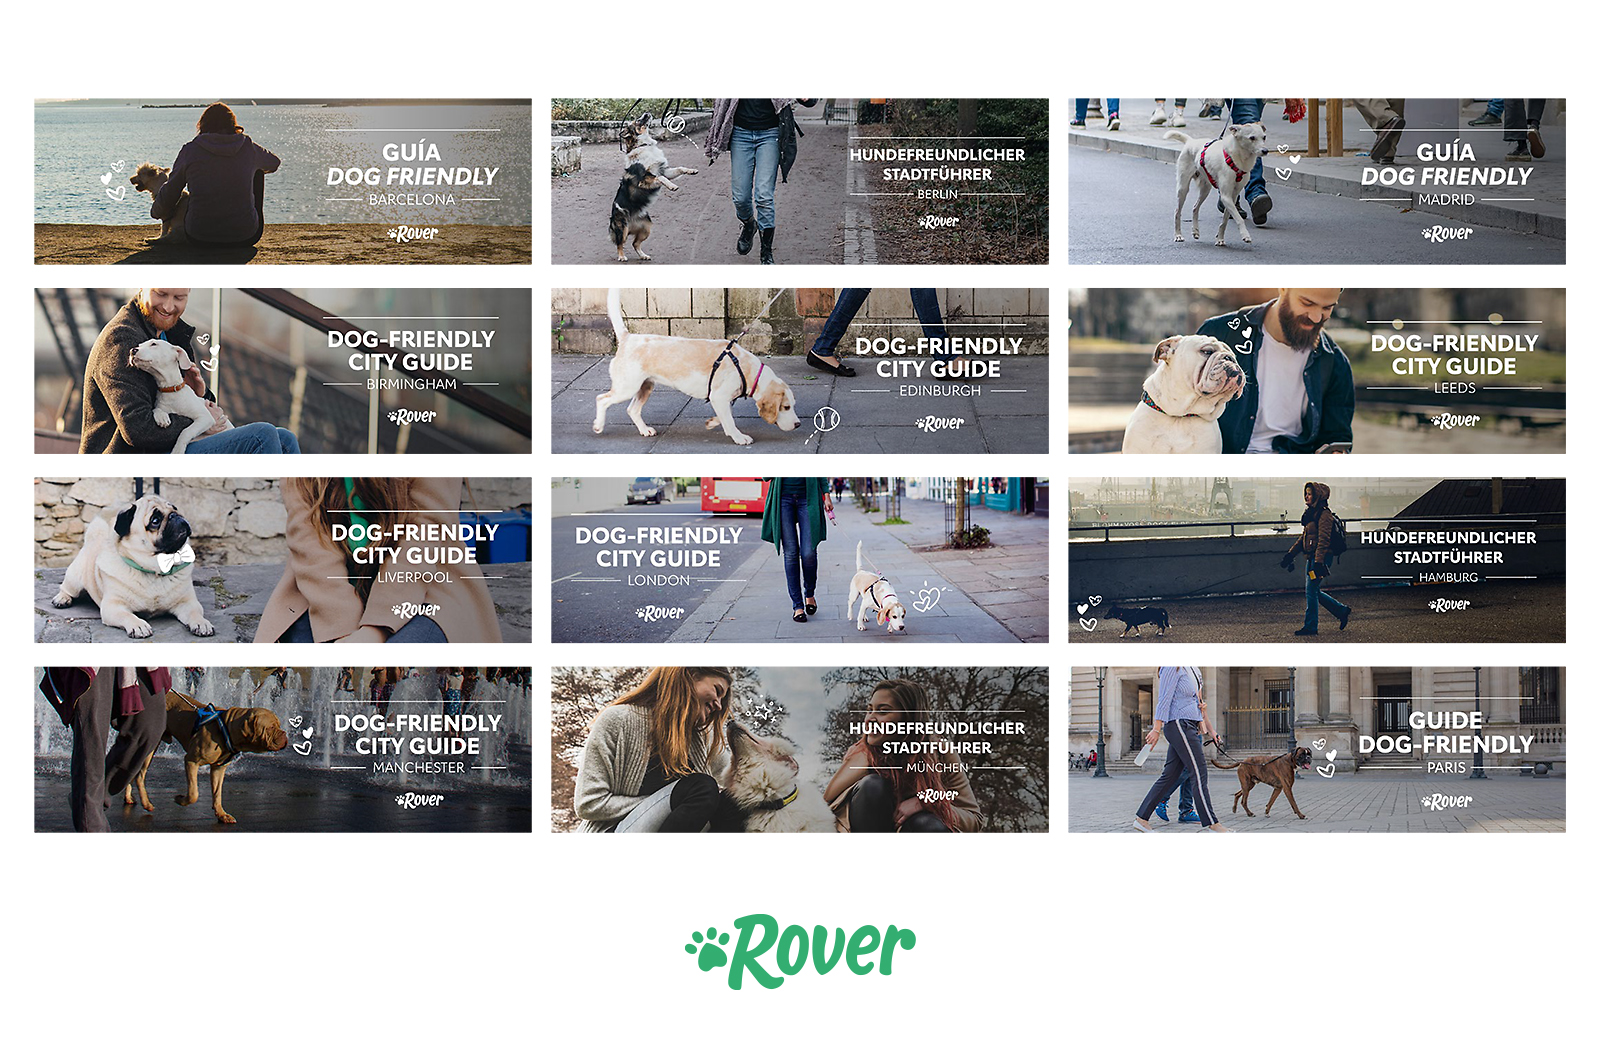 GUÍA
DOG FRIENDLY
BARCELONA
Rover
HUNDEFREUNDLICHER
STADTFÜHRER
BERLIN
Rover
GUÍA
DOG FRIENDLY
MADRID
Rover
DOG-FRIENDLY
CITY GUIDE
BIRMINGHAM
Rover
DOG-FRIENDLY
CITY GUIDE
EDINBURGH
Rover
DOG-FRIENDLY
CITY GUIDE
LEEDS
Rover
DOG-FRIENDLY
CITY GUIDE
LIVERPOOL
Rover
DOG-FRIENDLY
CITY GUIDE
LONDON
Rover
HUNDEFREUNDLICHER
STADTFÜHRER
HAMBURG
Rover
DOG-FRIENDLY
CITY GUIDE
MANCHESTER
Rover
HUNDEFREUNDLICHER
STADTFÜHRER
MÜNCHEN
Rover
GUIDE
DOG-FRIENDLY
PARIS
Rover
Rover